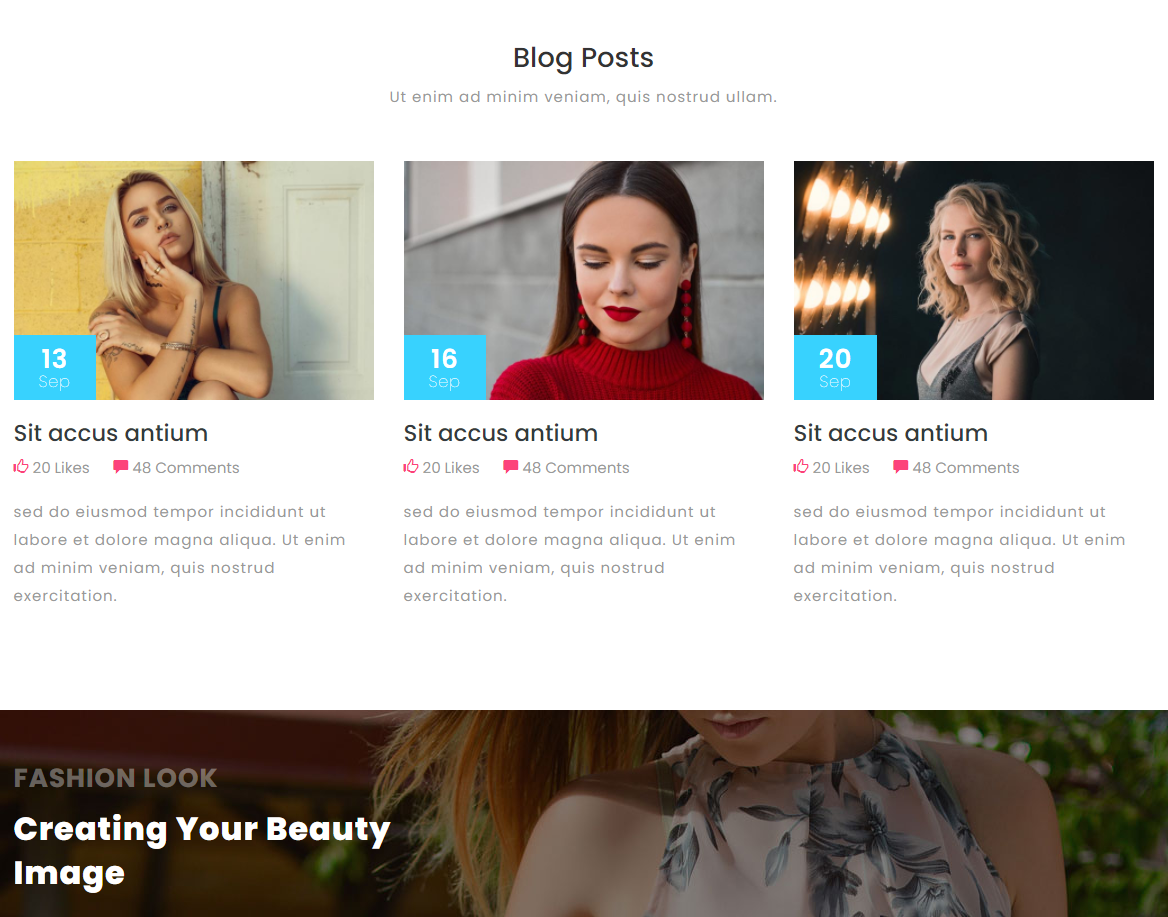 Blog Posts
Ut enim ad minim veniam, quis nostrud ullam.
13
Sep
16
Sep
20
Sep
Sit accus antium
20 Likes 48 Comments
sed do eiusmod tempor incididunt ut
labore et dolore magna aliqua. Ut enim
ad minim veniam, quis nostrud
exercitation.
Sit accus antium
20 Likes 48 Comments
sed do eiusmod tempor incididunt ut
labore et dolore magna aliqua. Ut enim
ad minim veniam, quis nostrud
exercitation.
Sit accus antium
20 Likes 48 Comments
sed do eiusmod tempor incididunt ut
labore et dolore magna aliqua. Ut enim
ad minim veniam, quis nostrud
exercitation.
FASHION LOOK
Creating Your Beauty
Image